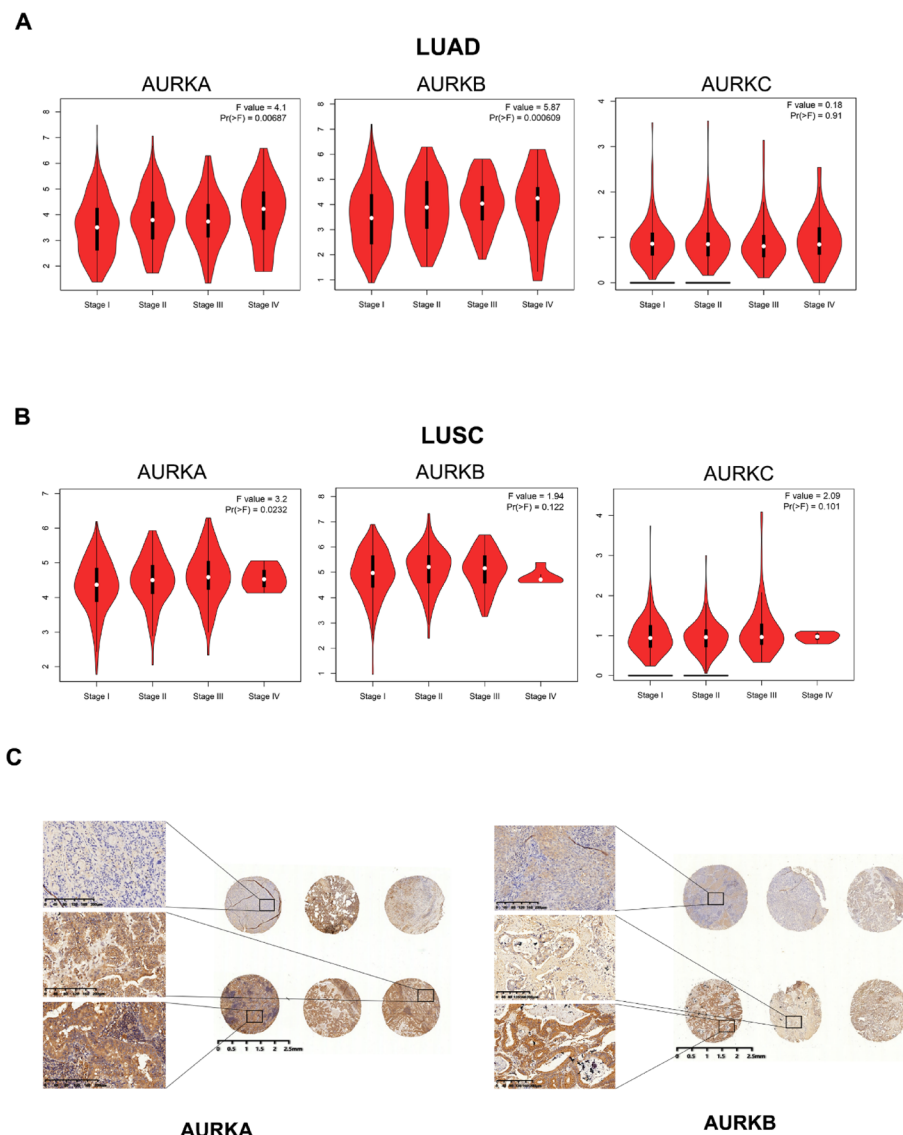 A
LUAD
AURKA
F value = 4.1
Pr(>F) = 0.00687
8
7
6
5
4
3
2
Stage I
Stage II
Stage III
Stage IV
AURKB
F value = 5.87
Pr(>F) = 0.000609
8
7
6
5
4
3
2
1
Stage I
Stage II
Stage III
Stage IV
AURKC
F value = 0.18
Pr(>F) = 0.91
4
3
2
1
0
Stage I
Stage II
Stage III
Stage IV
B
LUSC
AURKA
F value = 3.2
Pr(>F) = 0.0232
7
6
5
4
3
2
Stage I
Stage II
Stage III
Stage IV
AURKB
F value = 1.94
Pr(>F) = 0.122
8
7
6
5
4
3
2
1
Stage I
Stage II
Stage III
Stage IV
AURKC
F value = 2.09
Pr(>F) = 0.101
4
3
2
1
0
Stage I
Stage II
Stage III
Stage IV
C
0 0.5 1 1.5 2 2.5mm
0 0.5 1 1.5 2 2.5mm
AURKA
AURKB